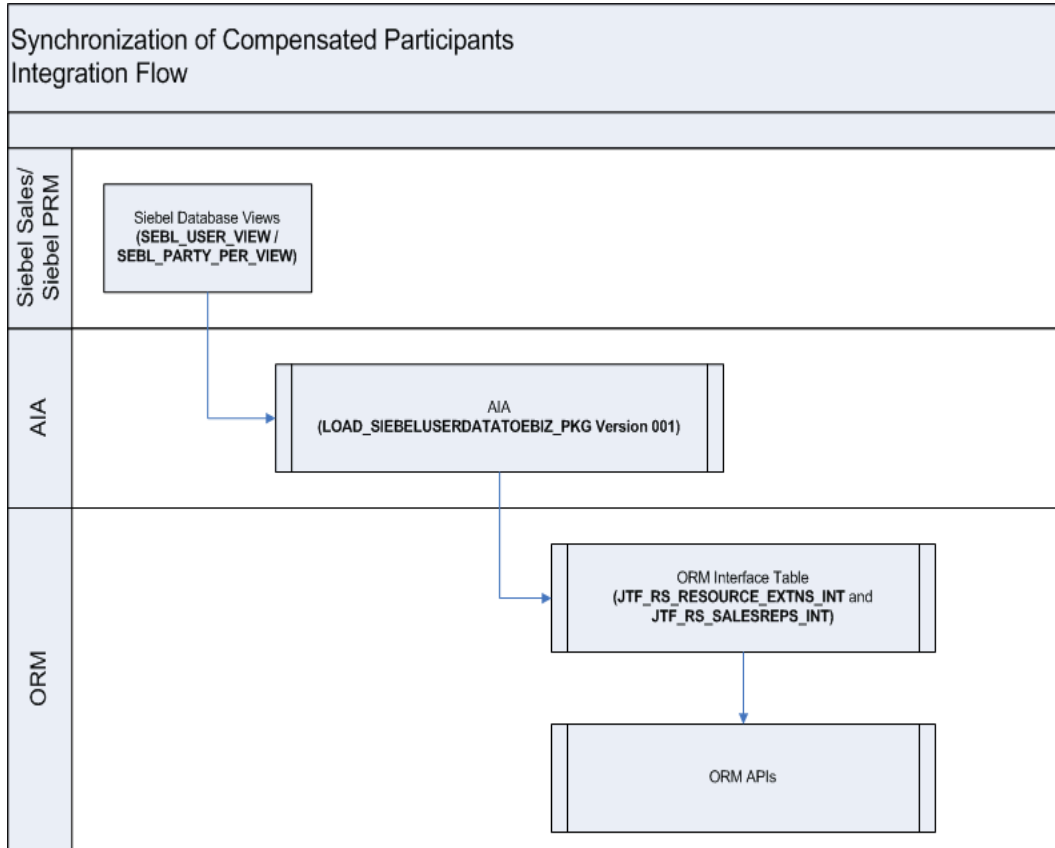 Synchronization of Compensated Participants
Integration Flow
Siebel Sales/
Siebel PRM
Siebel Database Views
(SEBL_USER_VIEW /
SEBL_PARTY_PER_VIEW)
AIA
AIA
(LOAD_SIEBELUSERDATATOEBIZ_PKG Version 001)
ORM
ORM Interface Table
(JTF_RS_RESOURCE_EXTNS_INT and
JTF_RS_SALESREPS_INT)
ORM APIs